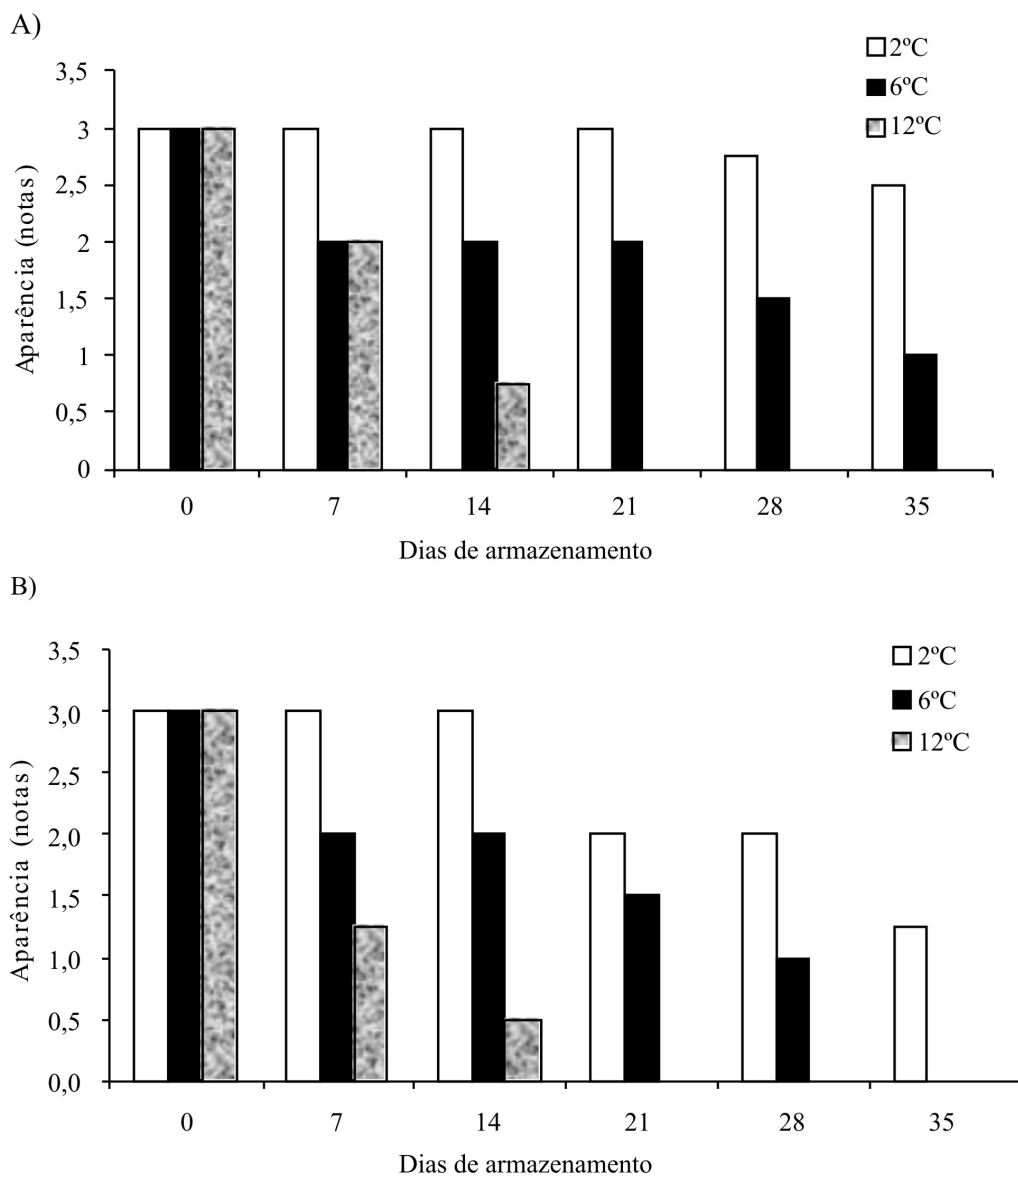 A)
2ºC
6ºC
12ºC
3,5
3
2,5
2
1,5
1
0,5
0
Aparência (notas)
0 7 14 21 28 35
Dias de armazenamento
B)
2ºC
6ºC
12ºC
3,5
3,0
2,5
2,0
1,5
1,0
0,5
0,0
Aparência (notas)
0 7 14 21 28 35
Dias de armazenamento